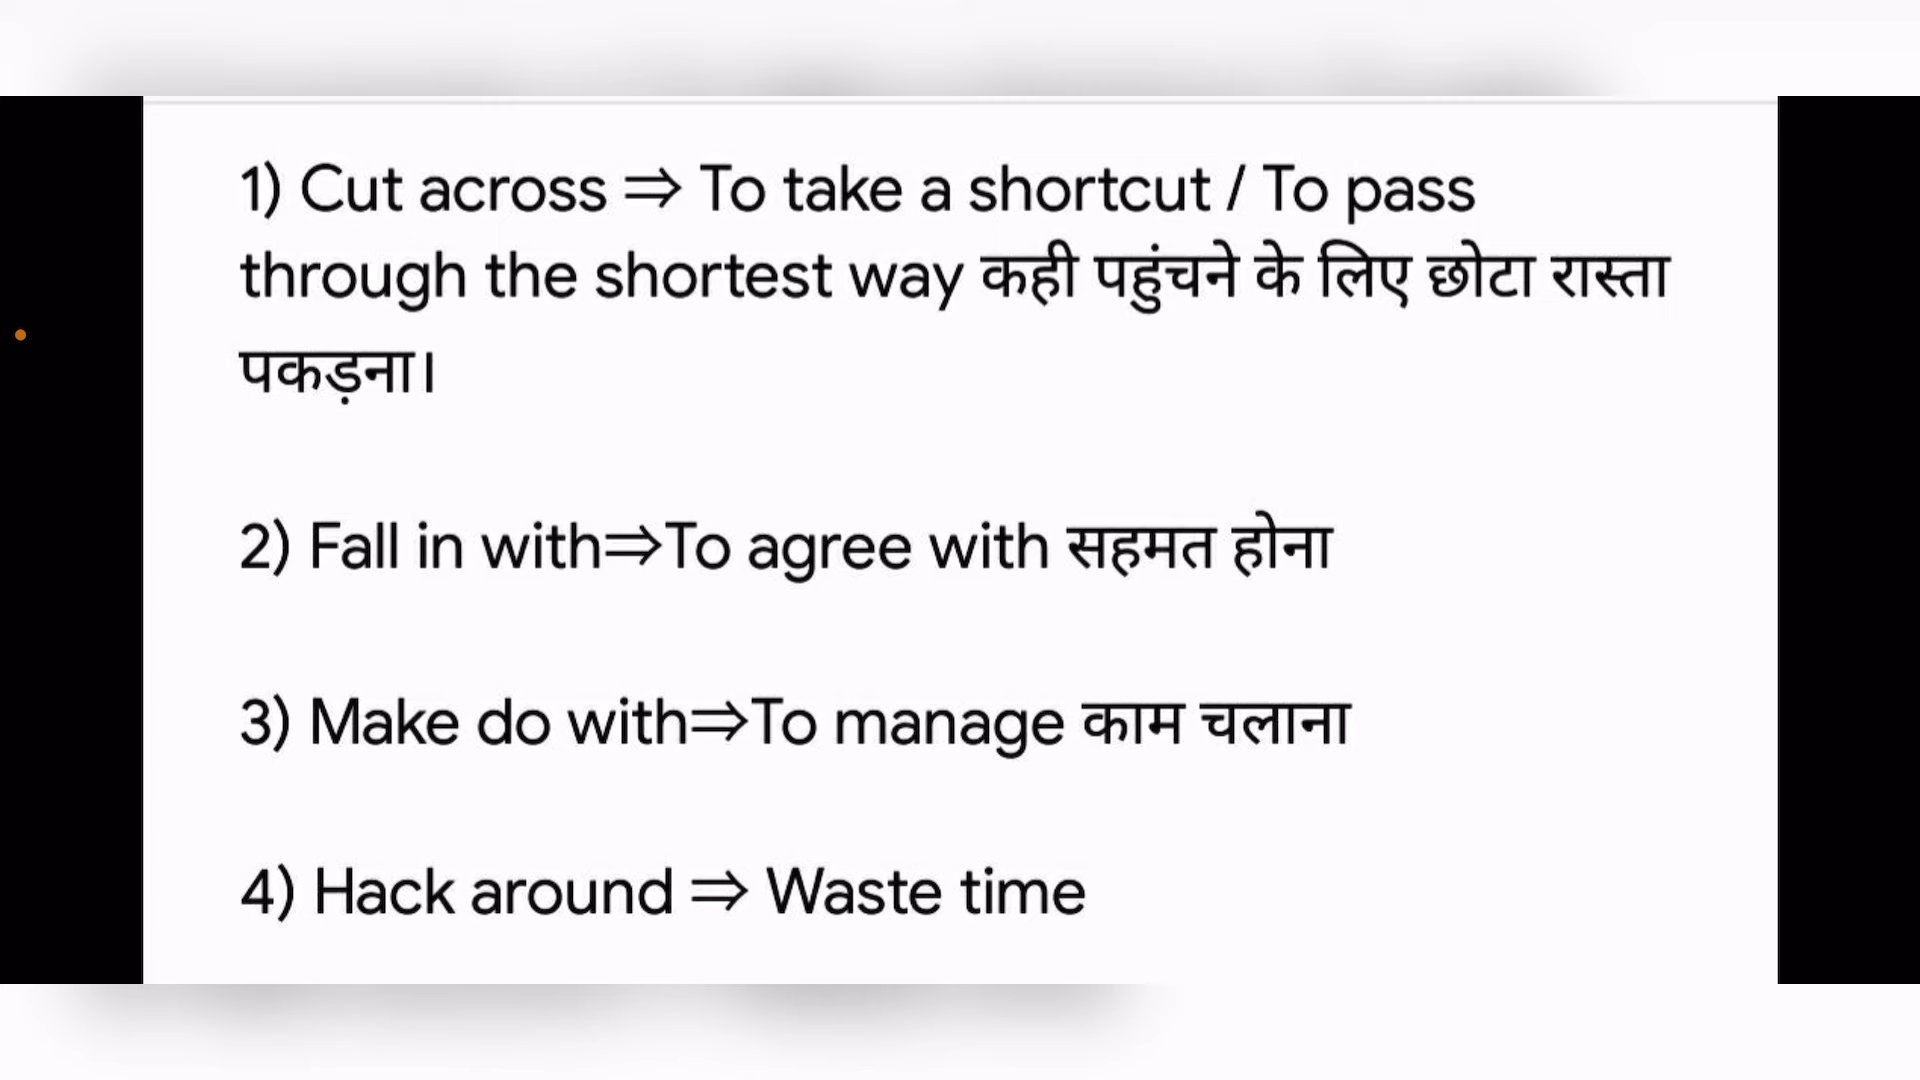 1) Cut across ⇒ To take a shortcut / To pass
through the shortest way कही पहुंचने के लिए छोटा रास्ता
पकड़ना।
2) Fall in with⇒To agree with सहमत होना
3) Make do with⇒To manage काम चलाना
4) Hack around ⇒ Waste time